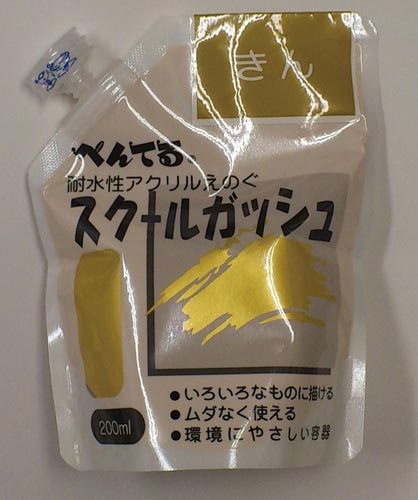 きん
ぺんてる
耐水性アクリルえのぐ
スクールガッシュ
●いろいろなものに描ける
●ムダなく使える
●環境にやさしい容器
200ml